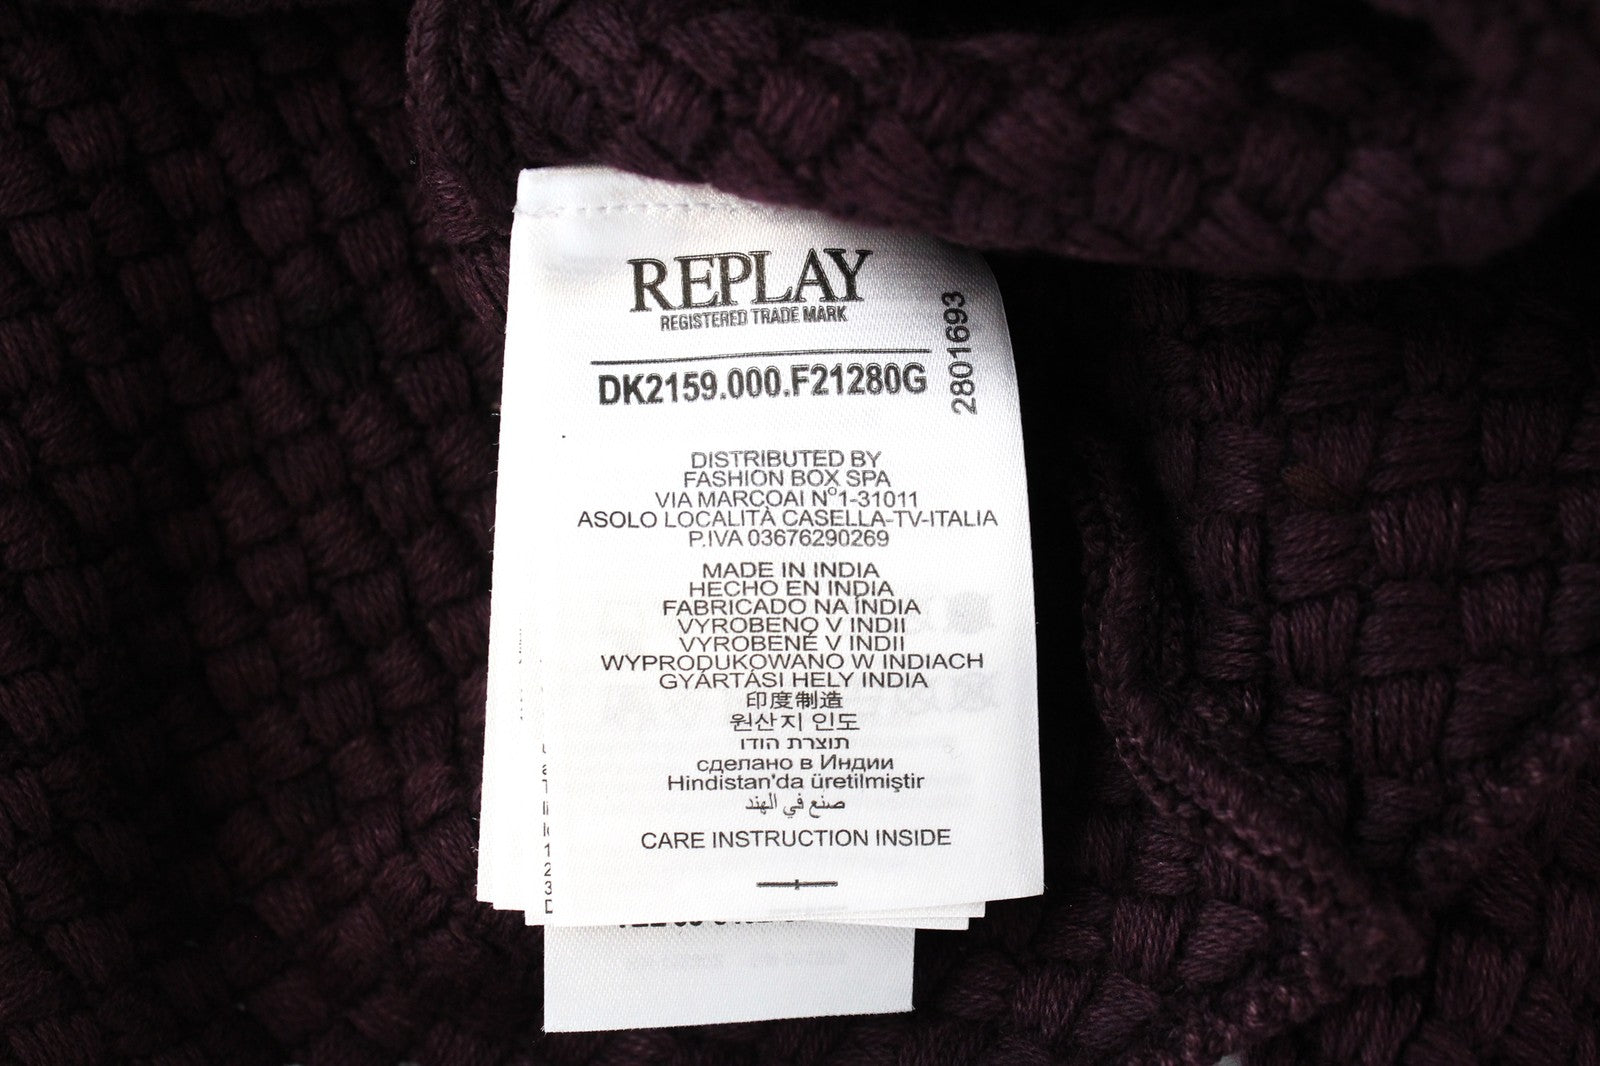 REPLAY
REGISTERED TRADE MARK
2801693
DK2159.000.F21280G
DISTRIBUTED BY
FASHION BOX SPA
VIA MARCOAI N°1-31011
ASOLO LOCALITÀ CASELLA-TV-ITALIA
P.IVA 03676290269
MADE IN INDIA
HECHO EN INDIA
FABRICADO NA ÍNDIA
VYROBENO V INDII
VYROBENÉ V INDII
WYPRODUKOWANO W INDIACH
GYÁRTÁSI HELY INDIA
印度制造
원산지 인도
תוצרת הודו
сделано в Индии
Hindistan'da üretilmiştir
صنع في الهند
CARE INSTRUCTION INSIDE